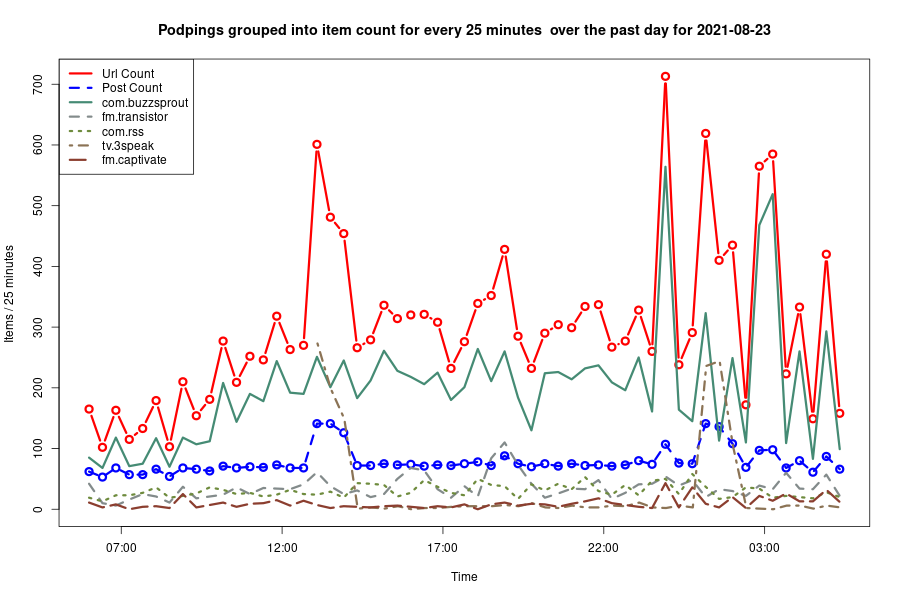 Podpings grouped into item count for every 25 minutes  over the past day for 2021-08-23
Url Count
Post Count
com.buzzsprout
fm.transistor
com.rss
tv.3speak
fm.captivate
Items / 25 minutes
700
600
500
400
300
200
100
0
07:00
12:00
17:00
22:00
03:00
Time